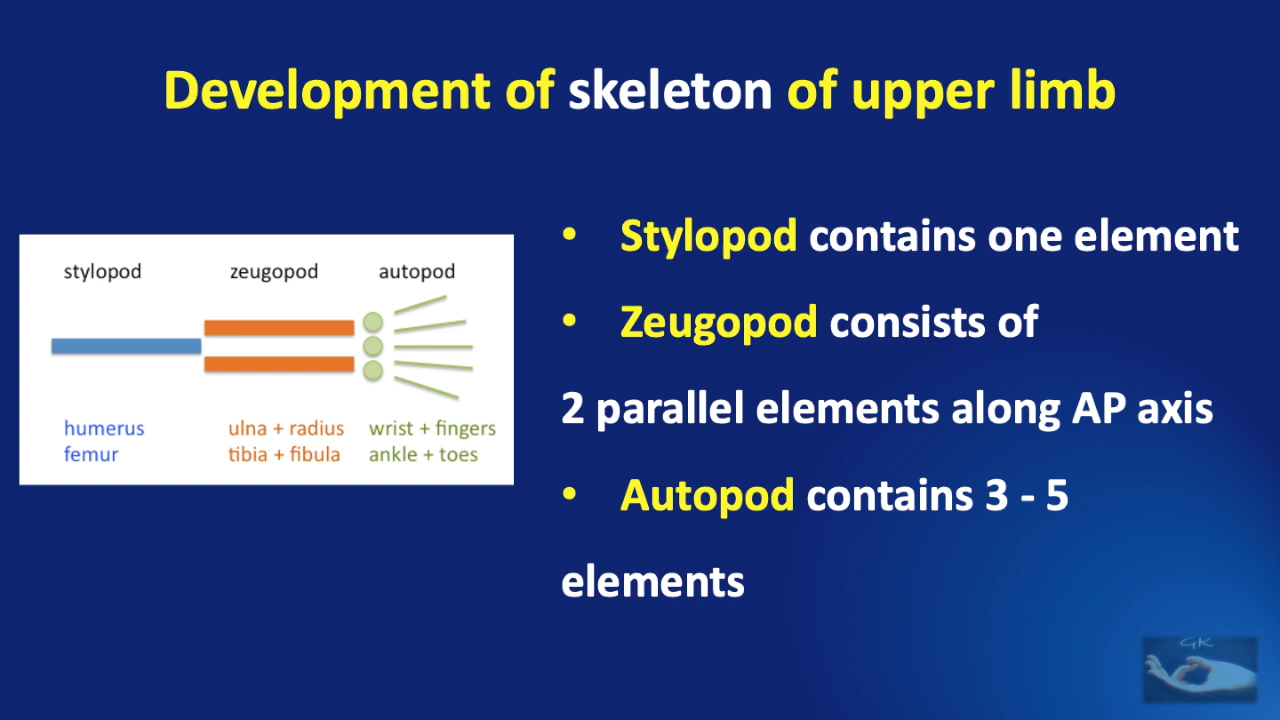 Development of skeleton of upper limb
stylopod zeugopod autopod
humerus ulna + radius wrist + fingers
femur tibia + fibula ankle + toes
• Stylopod contains one element
• Zeugopod consists of
2 parallel elements along AP axis
• Autopod contains 3 - 5
elements
GK